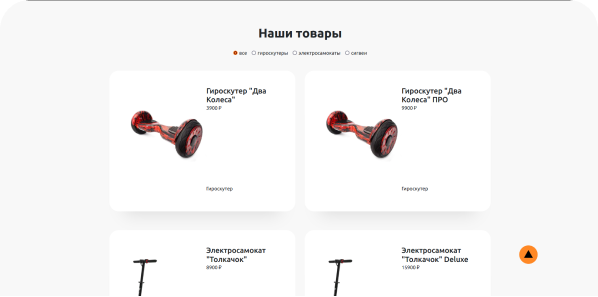 Наши товары
все гироскутеры электросамокаты сигвеи
Гироскутер "Два
Колеса"
3900 ₽
Гироскутер
Гироскутер "Два
Колеса" ПРО
9900 ₽
Гироскутер
Электросамокат
"Толкачок"
8900 ₽
Электросамокат
"Толкачок" Deluxe
15900 ₽